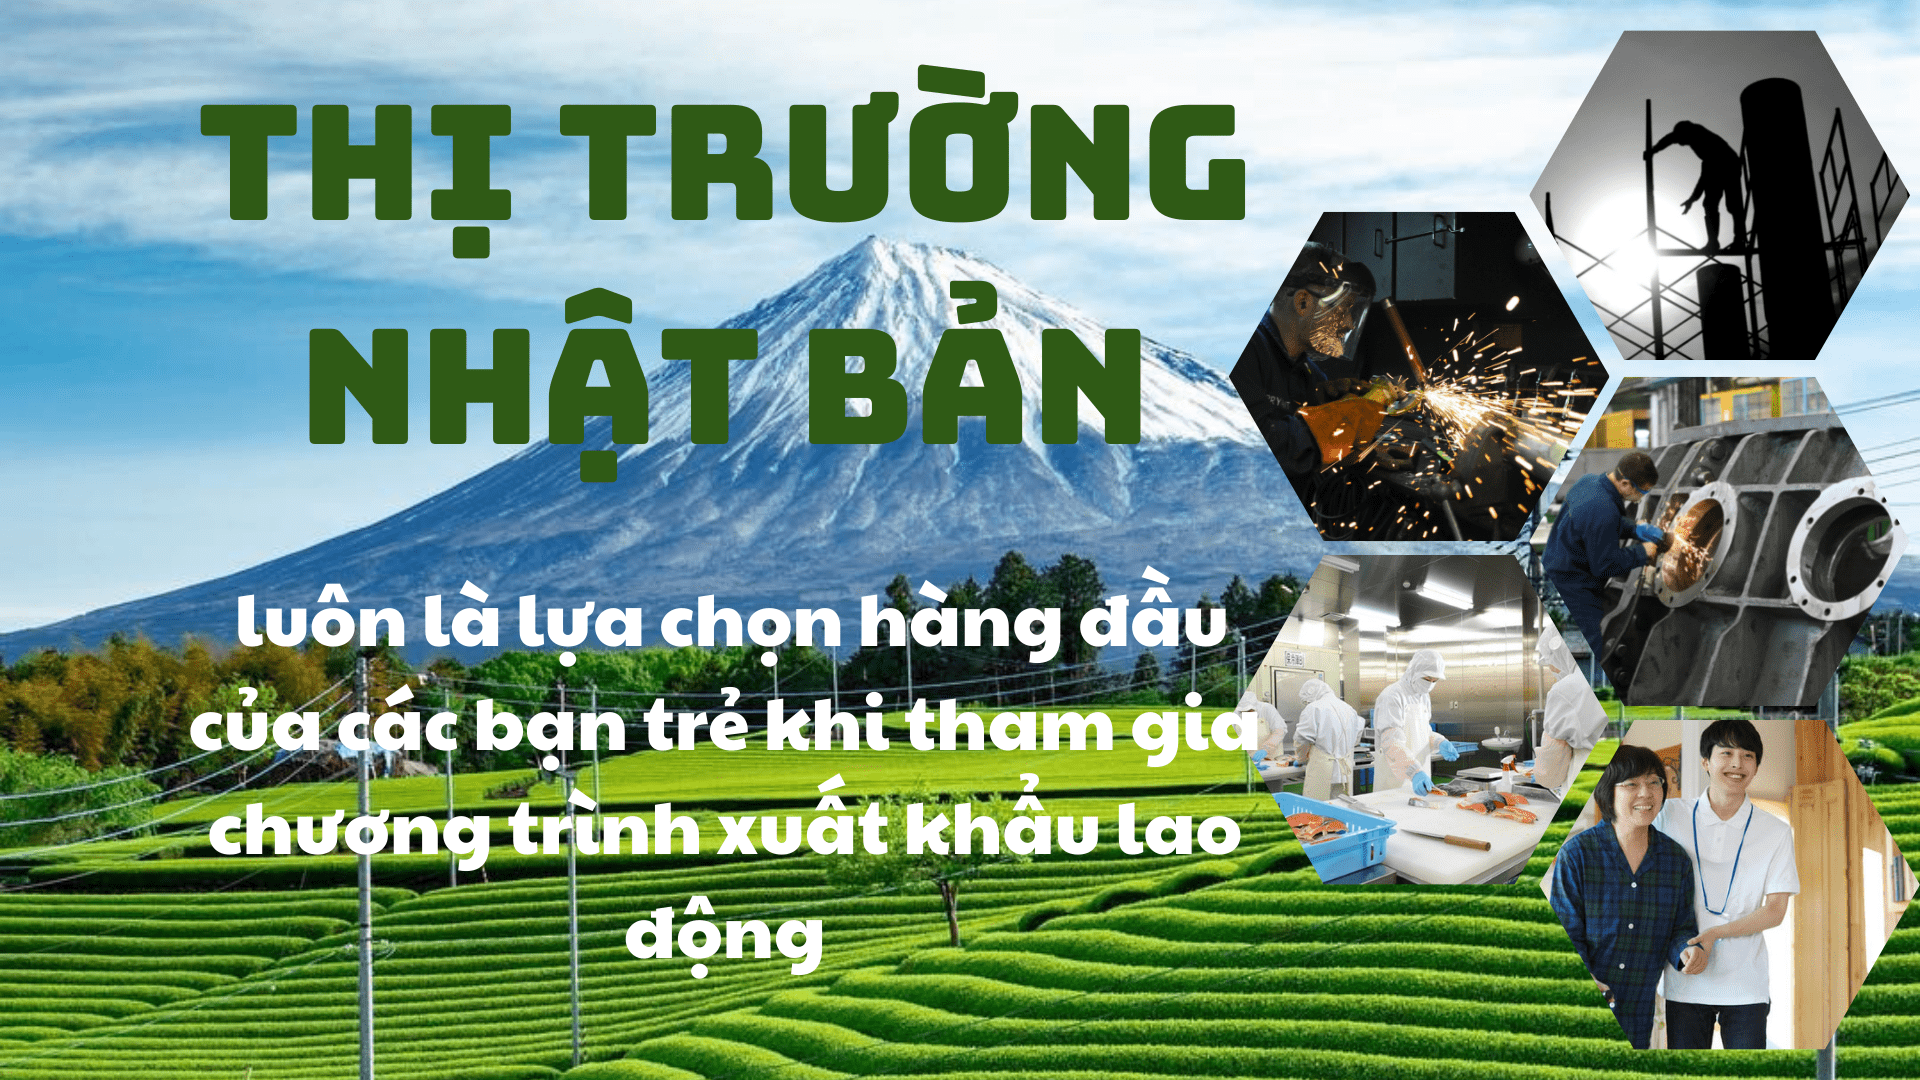 THỊ TRƯỜNG
NHẬT BẢN
luôn là lựa chọn hàng đầu
của các bạn trẻ khi tham gia
chương trình xuất khẩu lao
động